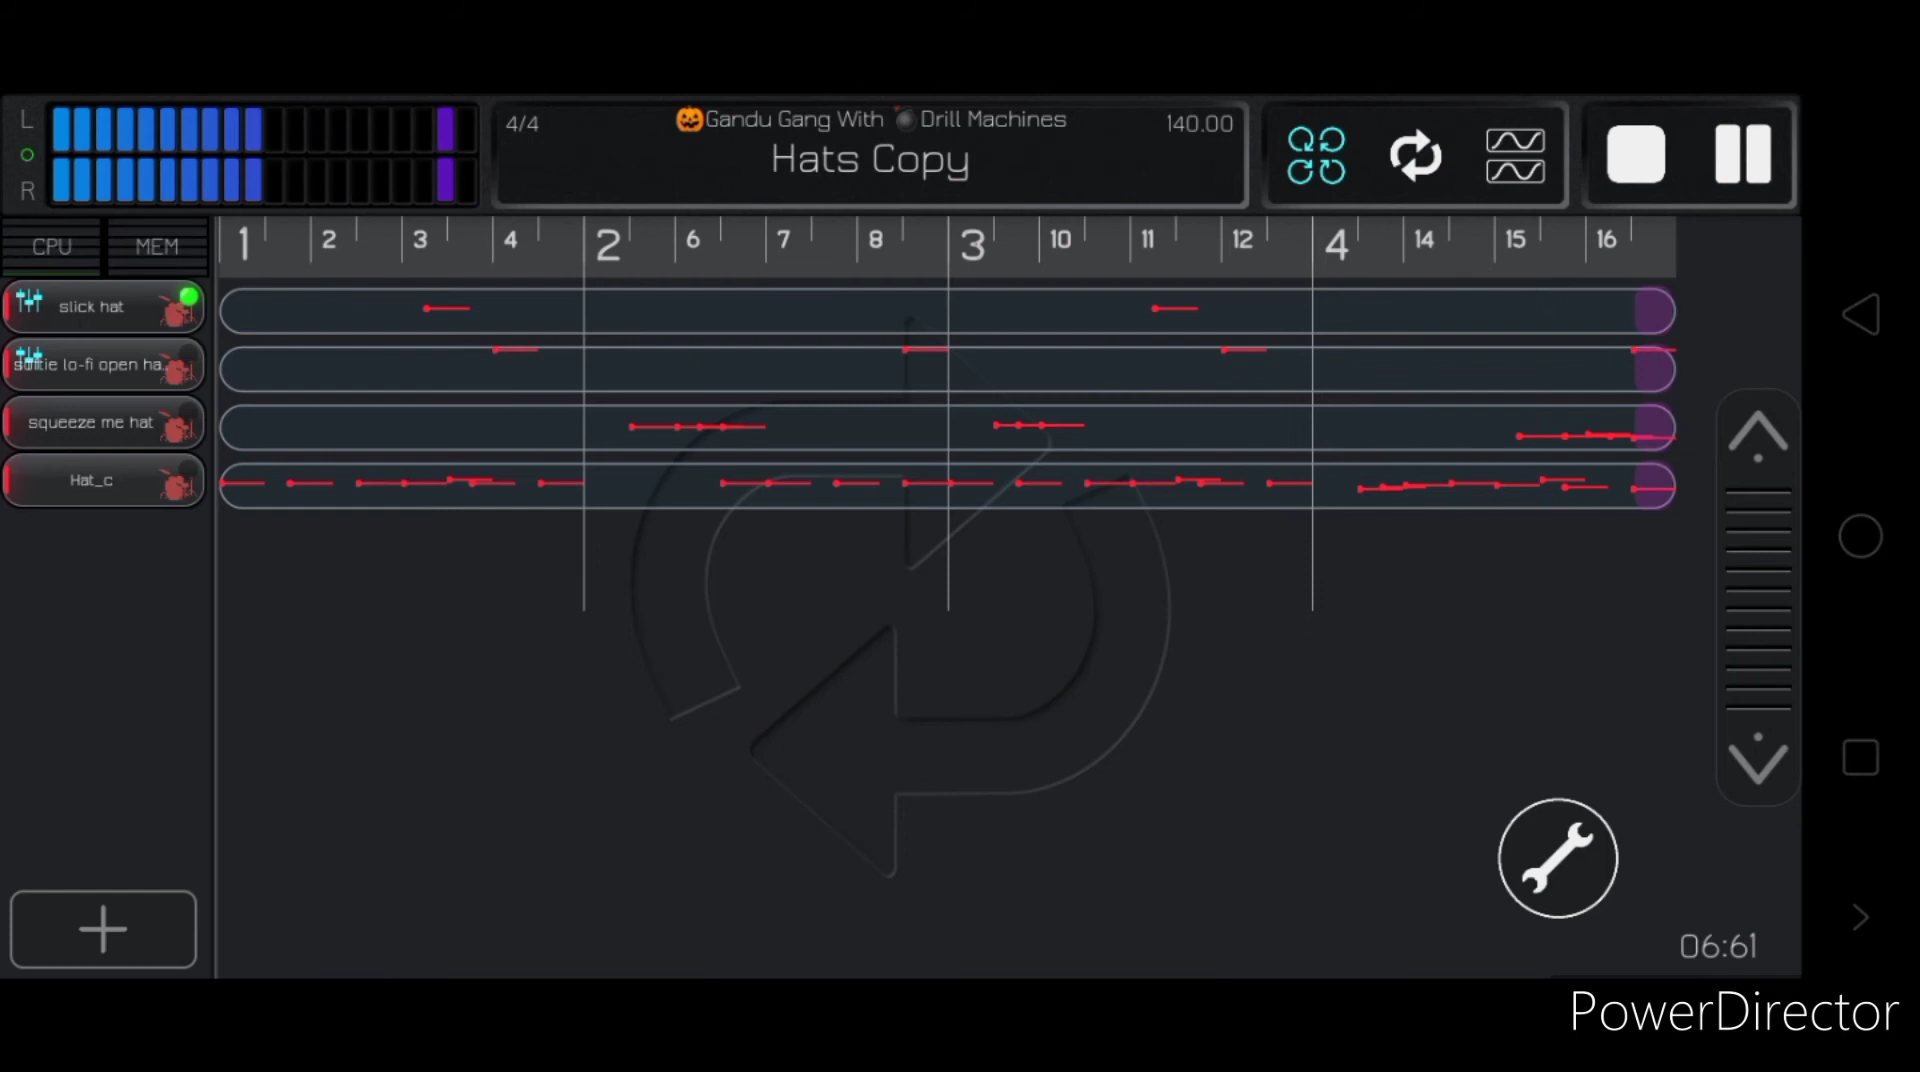 L
R
4/4
🎃Gandu Gang With 💣Drill Machines
140.00
Hats Copy
CPU
MEM
1 2 3 4 2 6 7 8 3 10 11 12 4 14 15 16
slick hat
softie lo-fi open ha..
squeeze me hat
Hat_c
06:61
PowerDirector